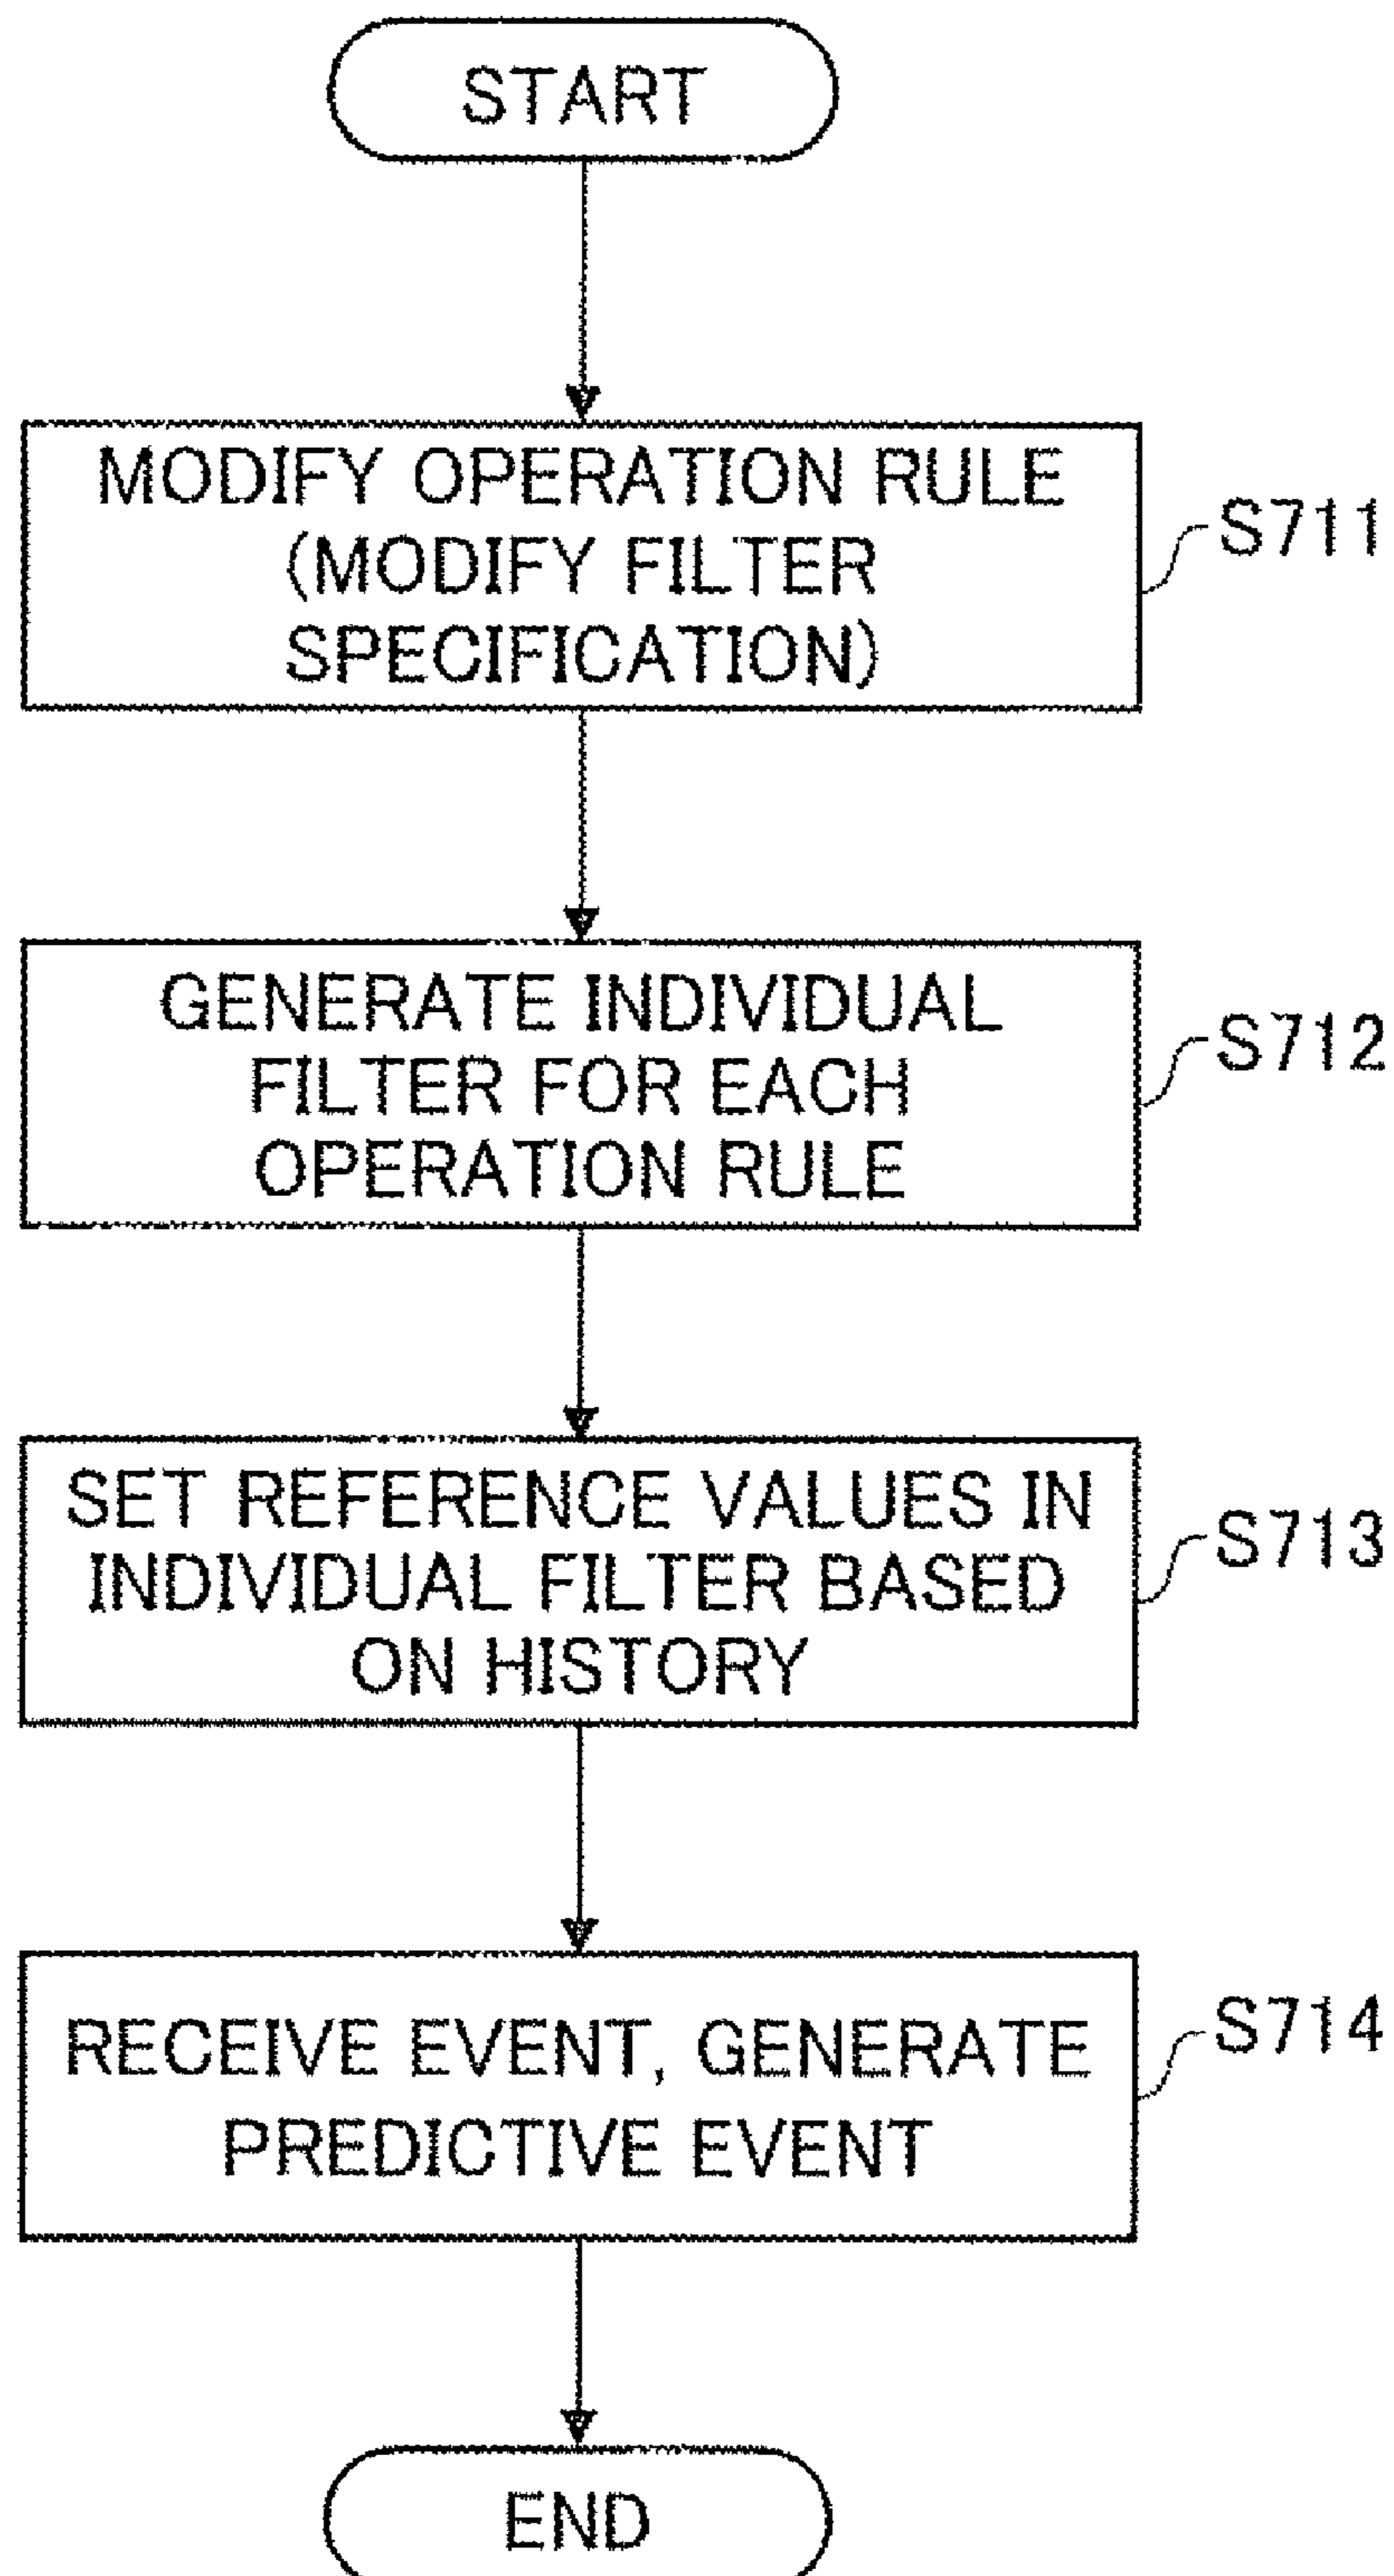 START
MODIFY OPERATION RULE
(MODIFY FILTER
SPECIFICATION)
S711
GENERATE INDIVIDUAL
FILTER FOR EACH
OPERATION RULE
S712
SET REFERENCE VALUES IN
INDIVIDUAL FILTER BASED
ON HISTORY
S713
RECEIVE EVENT, GENERATE
PREDICTIVE EVENT
S714
END